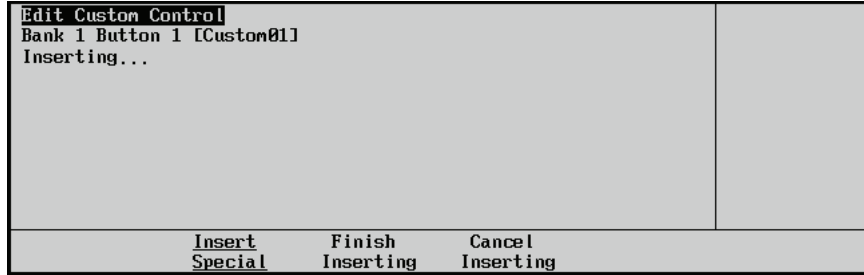 Edit Custom Control
Bank 1 Button 1 [Custom01]
Inserting...
Insert Finish Cancel
Special Inserting Inserting